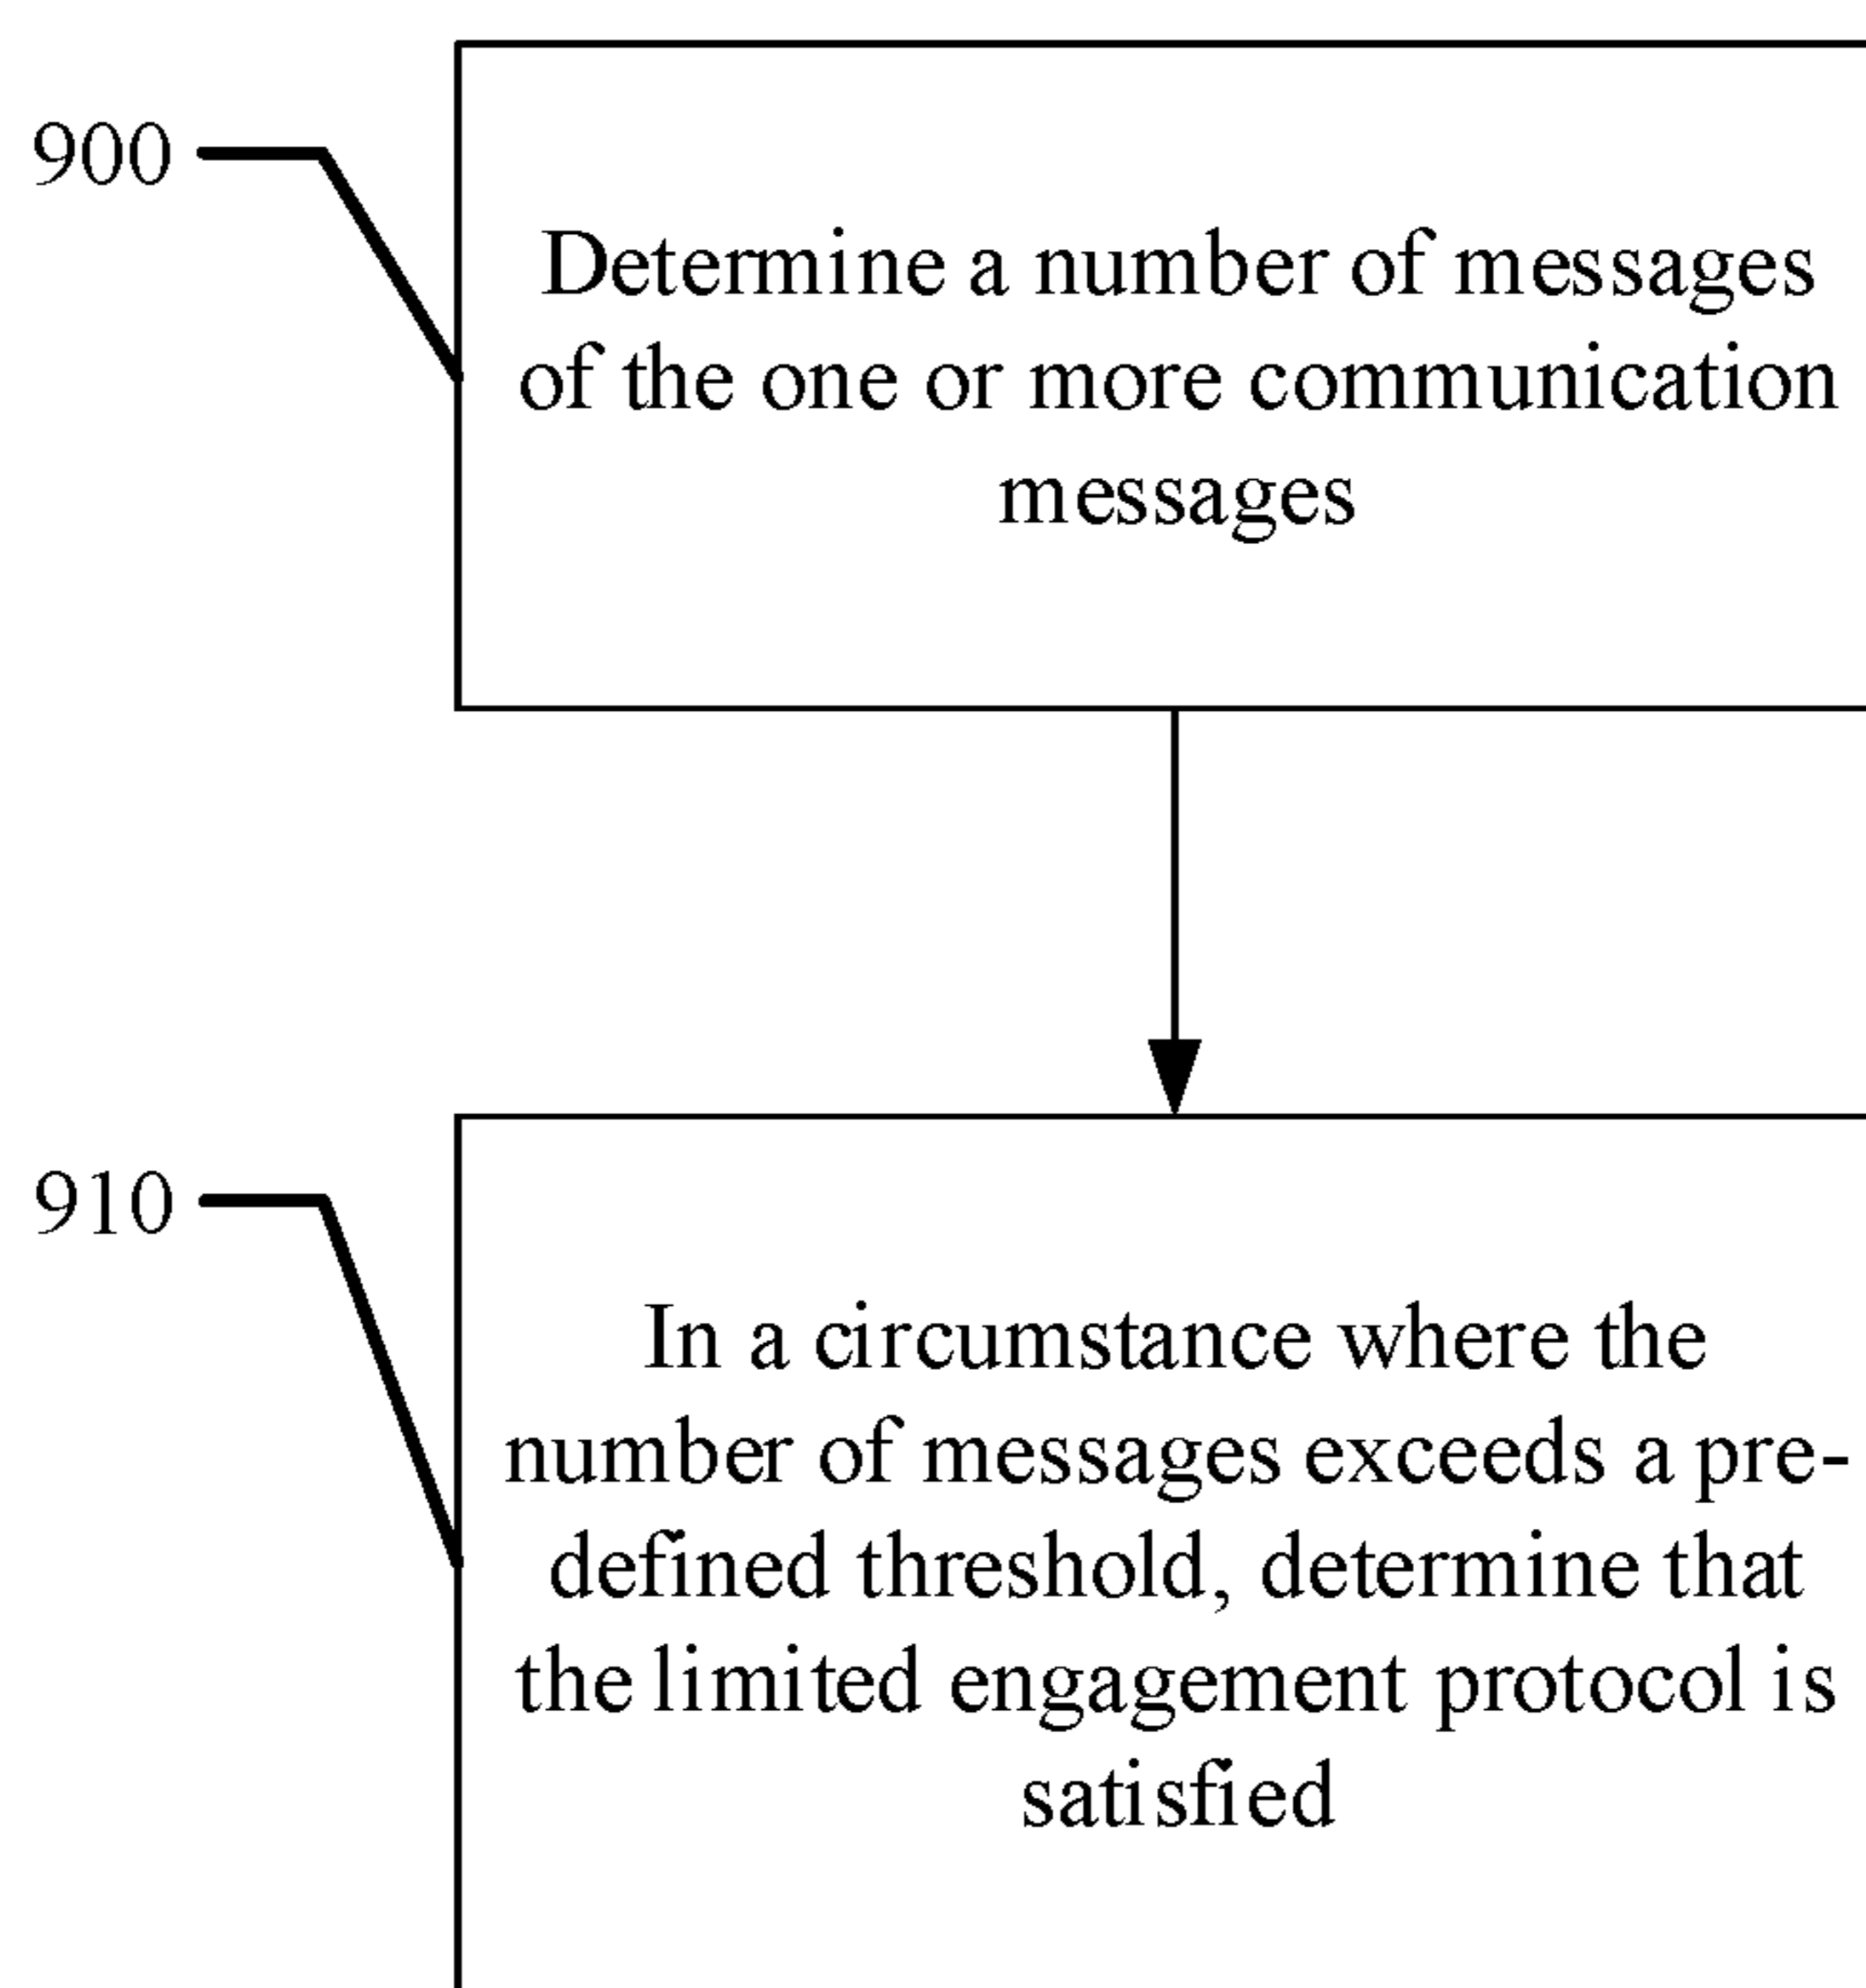 900
Determine a number of messages
of the one or more communication
messages
910
In a circumstance where the
number of messages exceeds a pre-
defined threshold, determine that
the limited engagement protocol is
satisfied